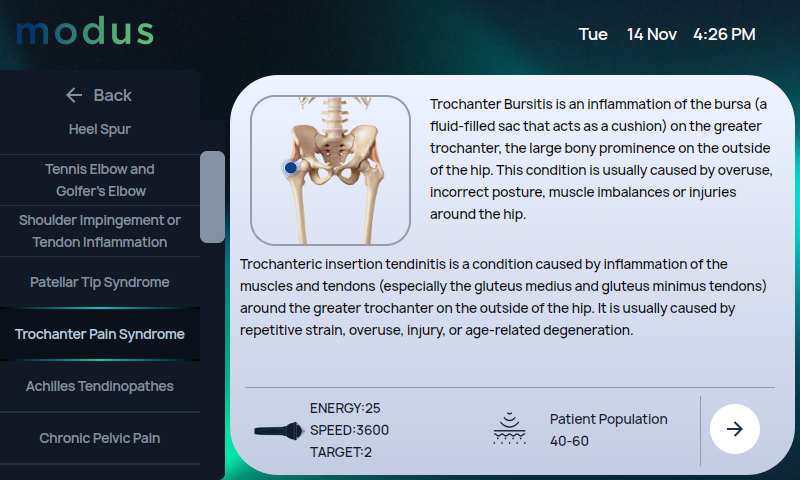 modus
Tue 14 Nov 4:26 PM
Back
Heel Spur
Tennis Elbow and
Golfer's Elbow
Shoulder Impingement or
Tendon Inflammation
Patellar Tip Syndrome
Trochanter Pain Syndrome
Achilles Tendinopathes
Chronic Pelvic Pain
Trochanter Bursitis is an inflammation of the bursa (a
fluid-filled sac that acts as a cushion) on the greater
trochanter, the large bony prominence on the outside
of the hip. This condition is usually caused by overuse,
incorrect posture, muscle imbalances or injuries
around the hip.
Trochanteric insertion tendinitis is a condition caused by inflammation of the
muscles and tendons (especially the gluteus medius and gluteus minimus tendons)
around the greater trochanter on the outside of the hip. It is usually caused by
repetitive strain, overuse, injury, or age-related degeneration.
ENERGY:25
SPEED:3600
TARGET:2
Patient Population
40-60